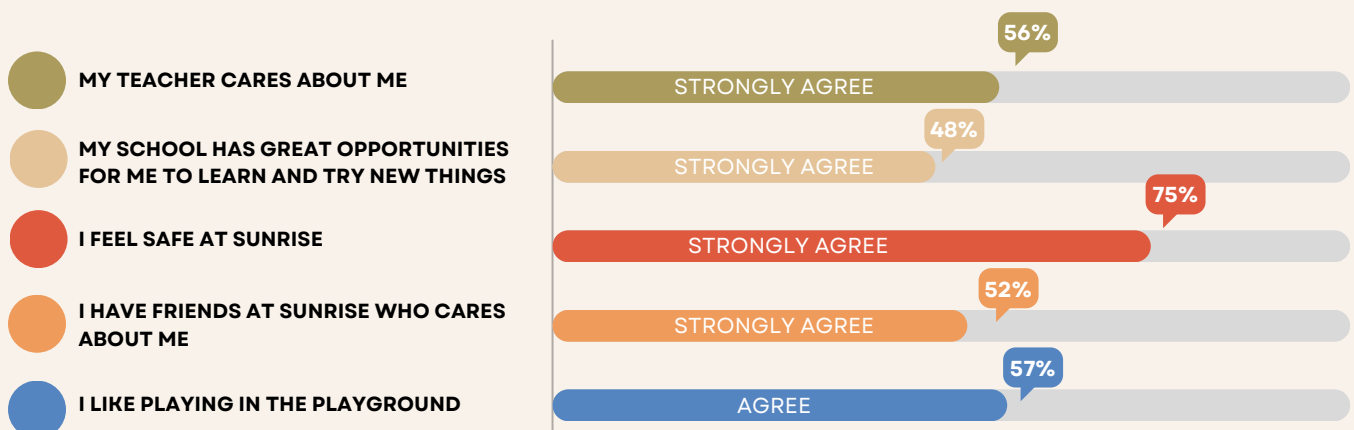 MY TEACHER CARES ABOUT ME
56%
STRONGLY AGREE
MY SCHOOL HAS GREAT OPPORTUNITIES
FOR ME TO LEARN AND TRY NEW THINGS
48%
STRONGLY AGREE
I FEEL SAFE AT SUNRISE
75%
STRONGLY AGREE
I HAVE FRIENDS AT SUNRISE WHO CARES
ABOUT ME
52%
STRONGLY AGREE
I LIKE PLAYING IN THE PLAYGROUND
57%
AGREE